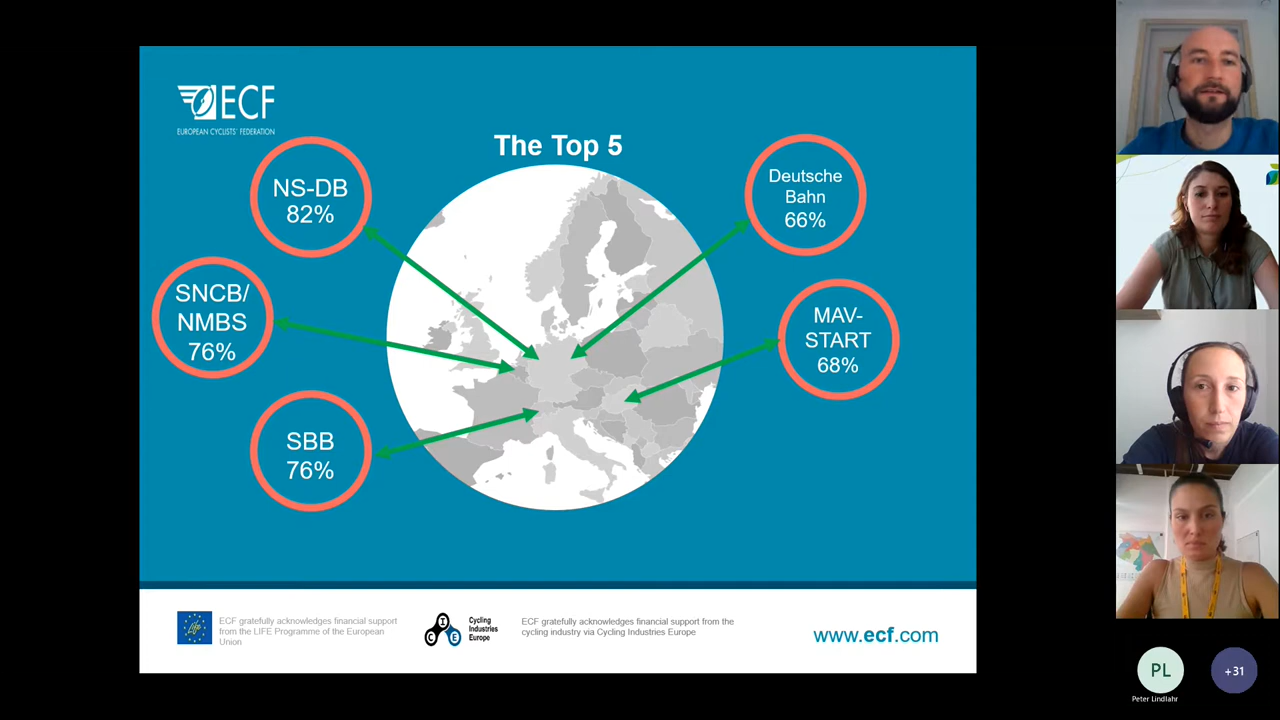 ECF
EUROPEAN CYCLISTS' FEDERATION
The Top 5
NS-DB
82%
SNCB/
NMBS
76%
SBB
76%
Deutsche
Bahn
66%
MAV-
START
68%
Life
ECF gratefully acknowledges financial support
from the LIFE Programme of the European
Union
C I E
Cycling
Industries
Europe
ECF gratefully acknowledges financial support from the
cycling industry via Cycling Industries Europe
www.ecf.com
PL
Peter Lindlahr
+31